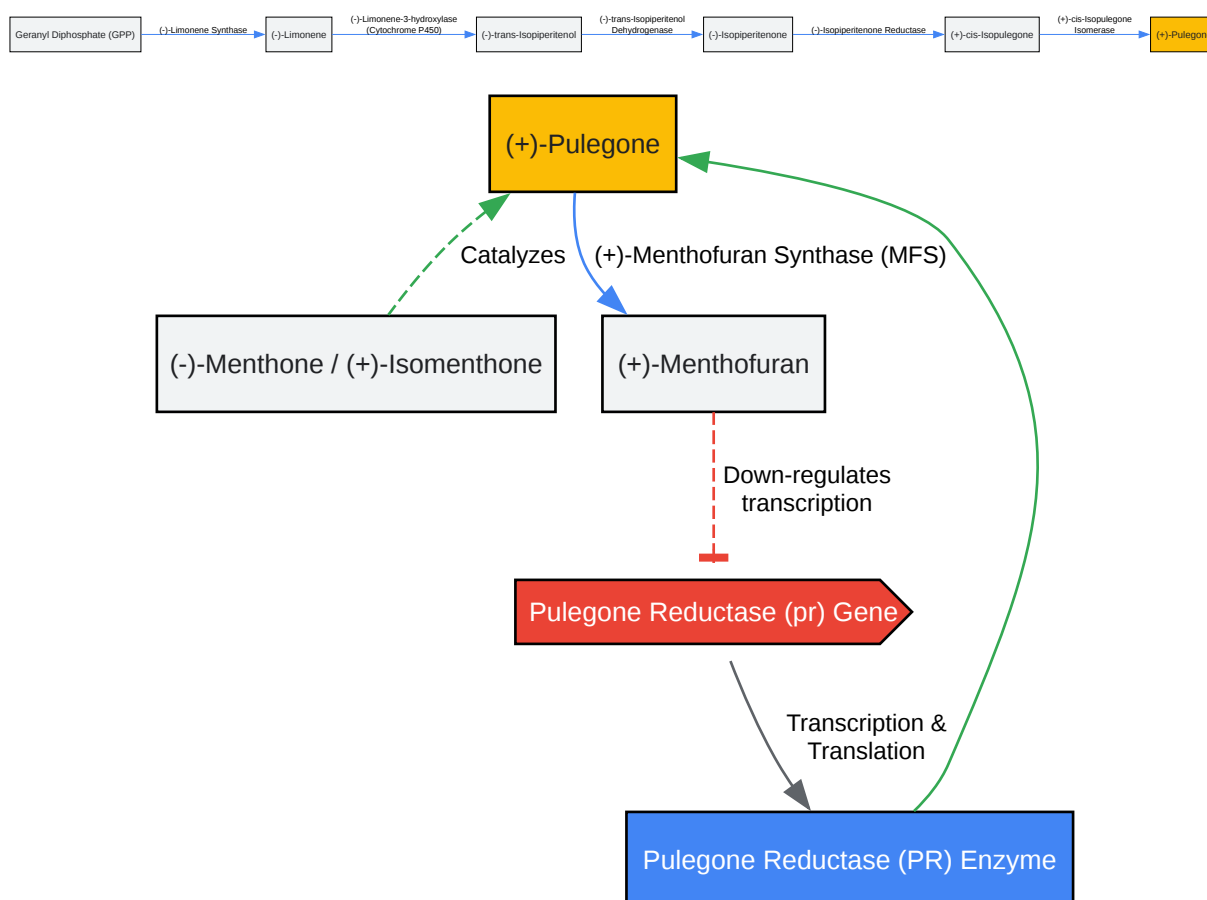 Geranyl Diphosphate (GPP)
(-)-Limonene Synthase
(-)-Limonene
(-)-Limonene-3-hydroxylase
(Cytochrome P450)
(-)-trans-Isopiperitenol
(-)-trans-Isopiperitenol
Dehydrogenase
(-)-Isopiperitenone
(-)-Isopiperitenone Reductase
(+)-cis-Isopulegone
(+)-cis-Isopulegone
Isomerase
(+)-Pulegon
(+)-Pulegone
Catalyzes
(+)-Menthofuran Synthase (MFS)
(-)-Menthone / (+)-Isomenthone
(+)-Menthofuran
Down-regulates
transcription
Pulegone Reductase (pr) Gene
Transcription &
Translation
Pulegone Reductase (PR) Enzyme